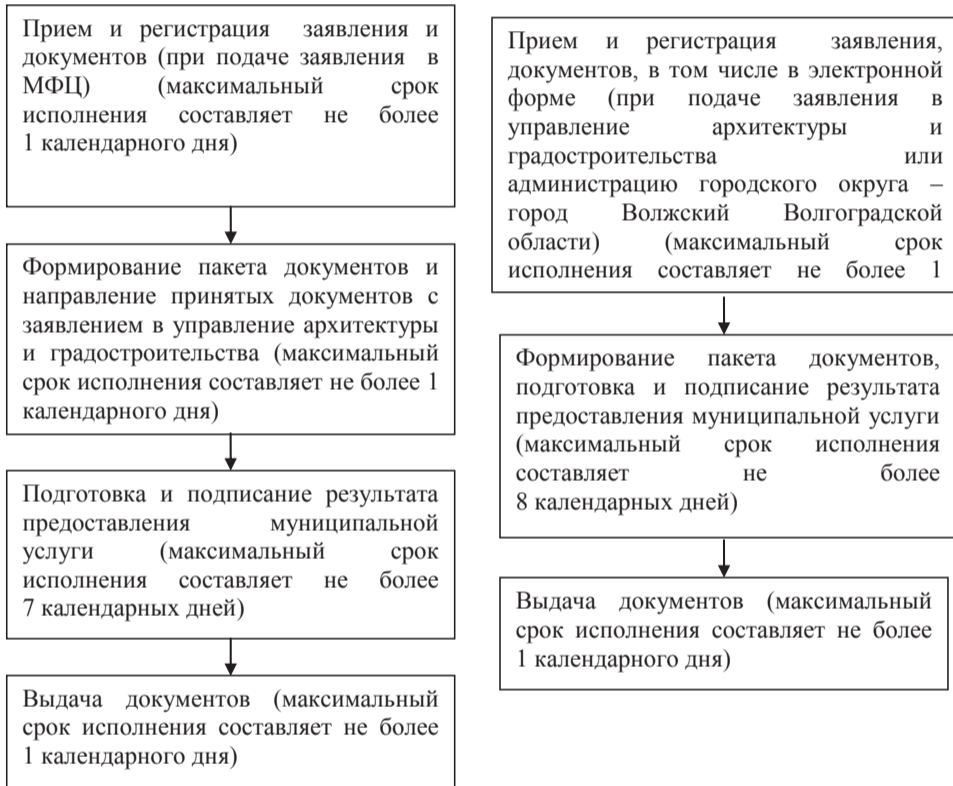 Прием и регистрация заявления и
документов (при подаче заявления в
МФЦ) (максимальный срок
исполнения составляет не более
1 календарного дня)
Формирование пакета документов и
направление принятых документов с
заявлением в управление архитектуры
и градостроительства (максимальный
срок исполнения составляет не более 1
календарного дня)
Подготовка и подписание результата
предоставления муниципальной
услуги (максимальный срок
исполнения составляет не более
7 календарных дней)
Выдача документов (максимальный
срок исполнения составляет не более
1 календарного дня)
Прием и регистрация заявления,
документов, в том числе в электронной
форме (при подаче заявления в
управление архитектуры и
градостроительства или
администрацию городского округа –
город Волжский Волгоградской
области) (максимальный срок
исполнения составляет не более 1
Формирование пакета документов,
подготовка и подписание результата
предоставления муниципальной услуги
(максимальный срок исполнения
составляет не более
8 календарных дней)
Выдача документов (максимальный
срок исполнения составляет не более
1 календарного дня)